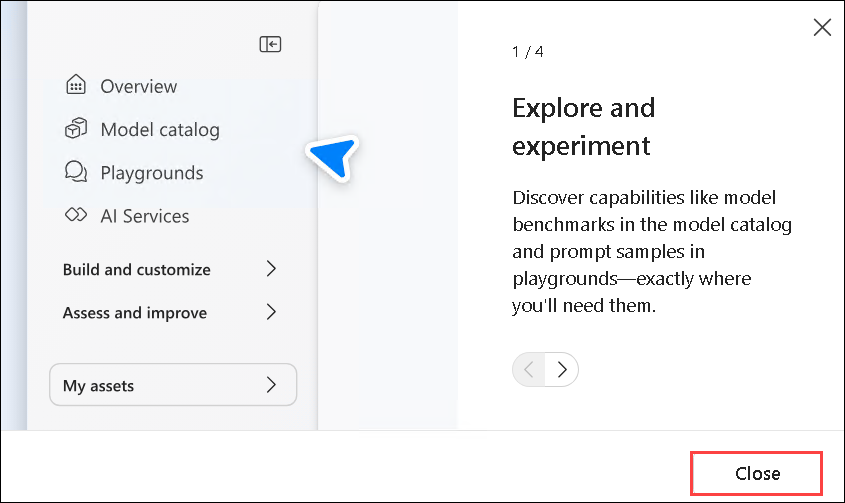 Overview
Model catalog
Playgrounds
AI Services
Build and customize
Assess and improve
My assets
1 / 4
Explore and
experiment
Discover capabilities like model
benchmarks in the model catalog
and prompt samples in
playgrounds—exactly where
you'll need them.
Close